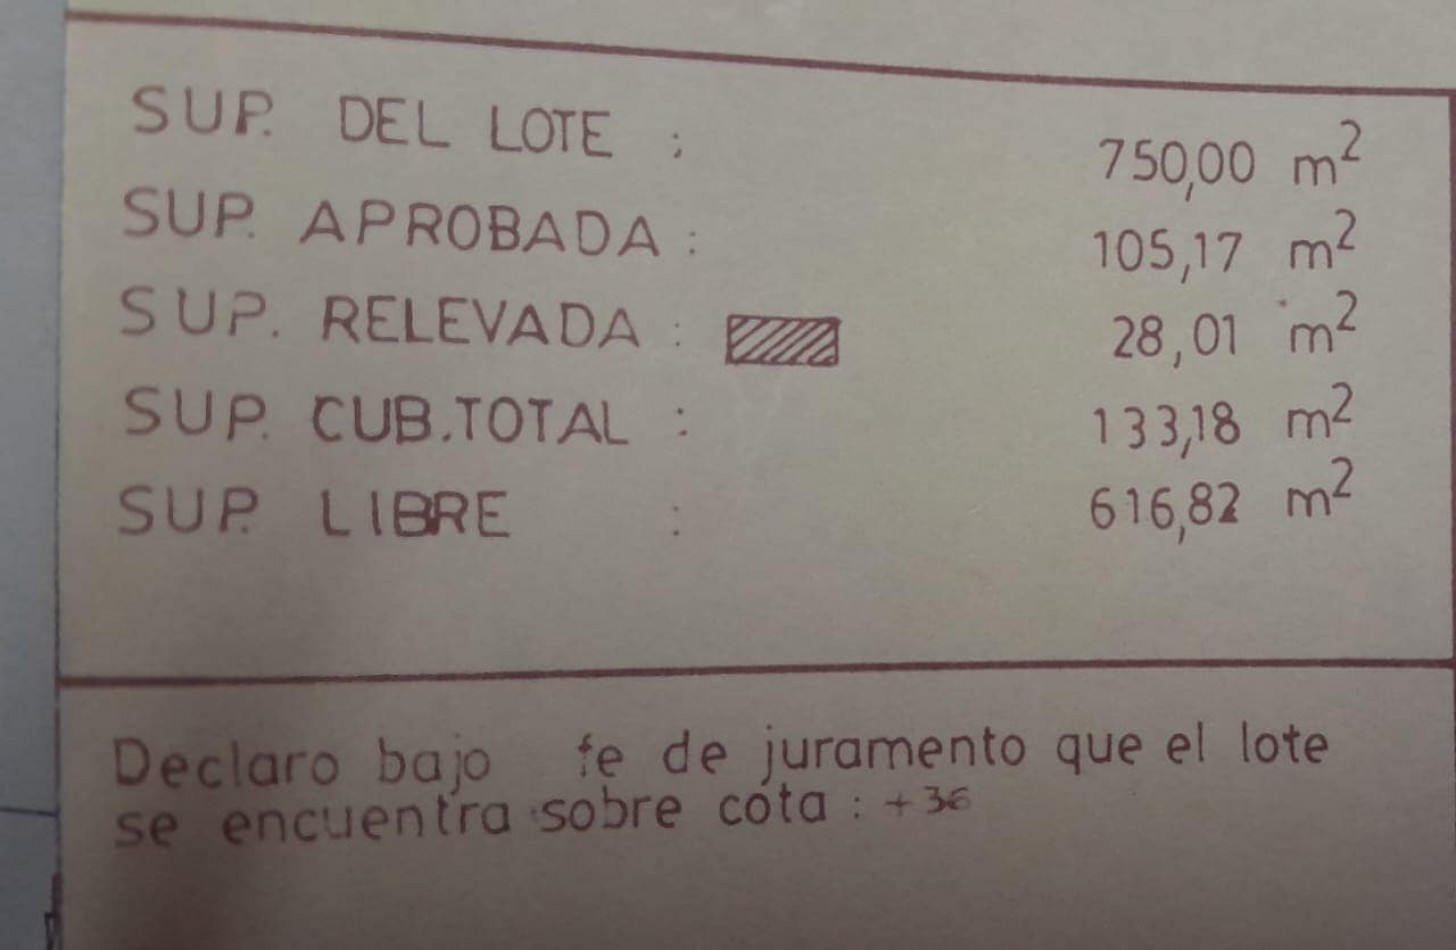 SUP. DEL LOTE : 750,00 m²
SUP. APROBADA : 105,17 m²
SUP. RELEVADA : 28,01 m²
SUP. CUB.TOTAL : 133,18 m²
SUP. LIBRE : 616,82 m²
Declaro bajo fe de juramento que el lote
se encuentra sobre cota : +36